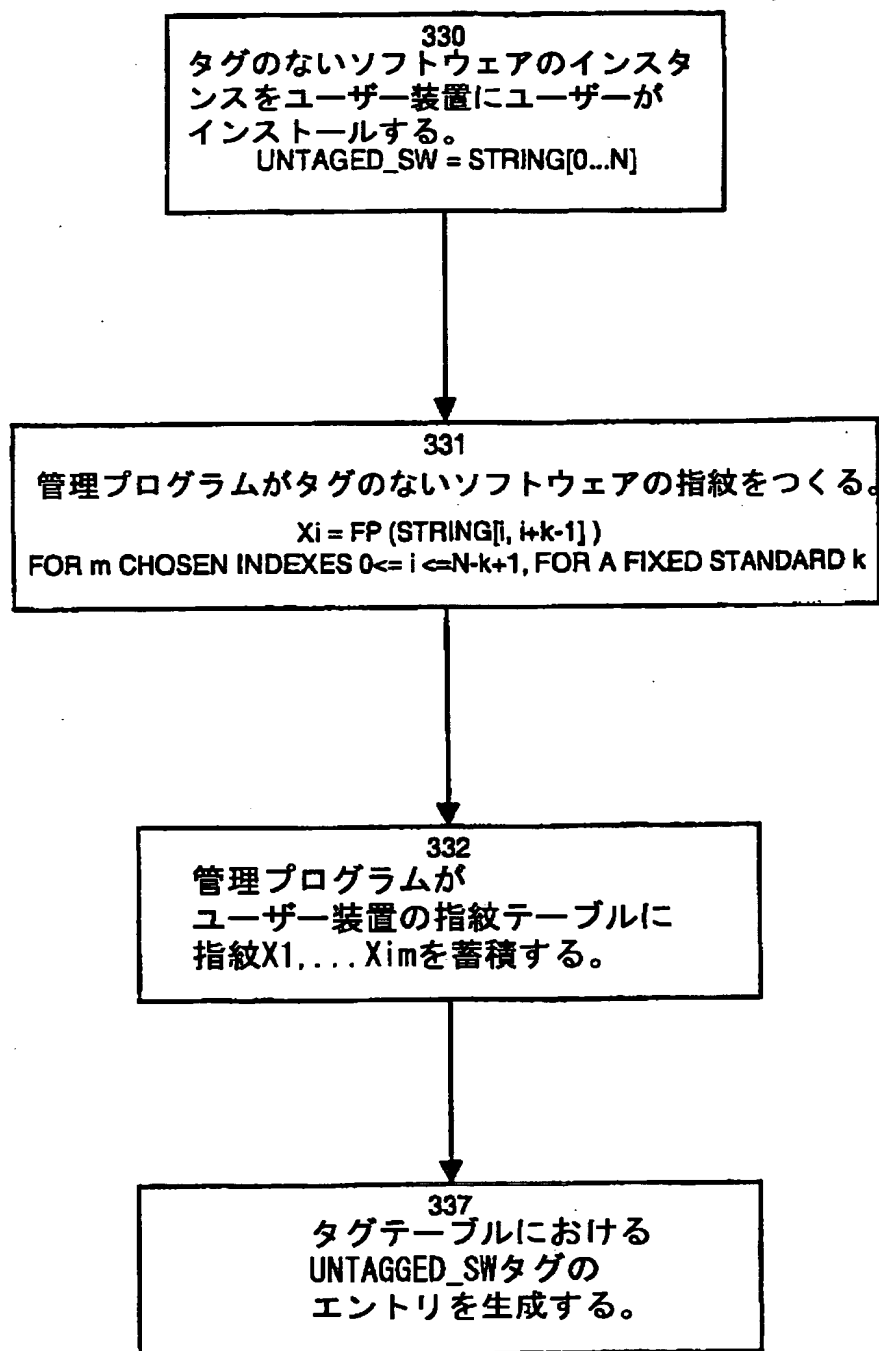 330
タグのないソフトウェアのインスタ
ンスをユーザー装置にユーザーが
インストールする。
UNTAGED_SW = STRING[0...N]
331
管理プログラムがタグのないソフトウェアの指紋をつくる。
Xi = FP (STRING[i, i+k-1] )
FOR m CHOSEN INDEXES 0<= i <=N-k+1, FOR A FIXED STANDARD k
332
管理プログラムが
ユーザー装置の指紋テーブルに
指紋X1,...Ximを蓄積する。
337
タグテーブルにおける
UNTAGGED_SWタグの
エントリを生成する。